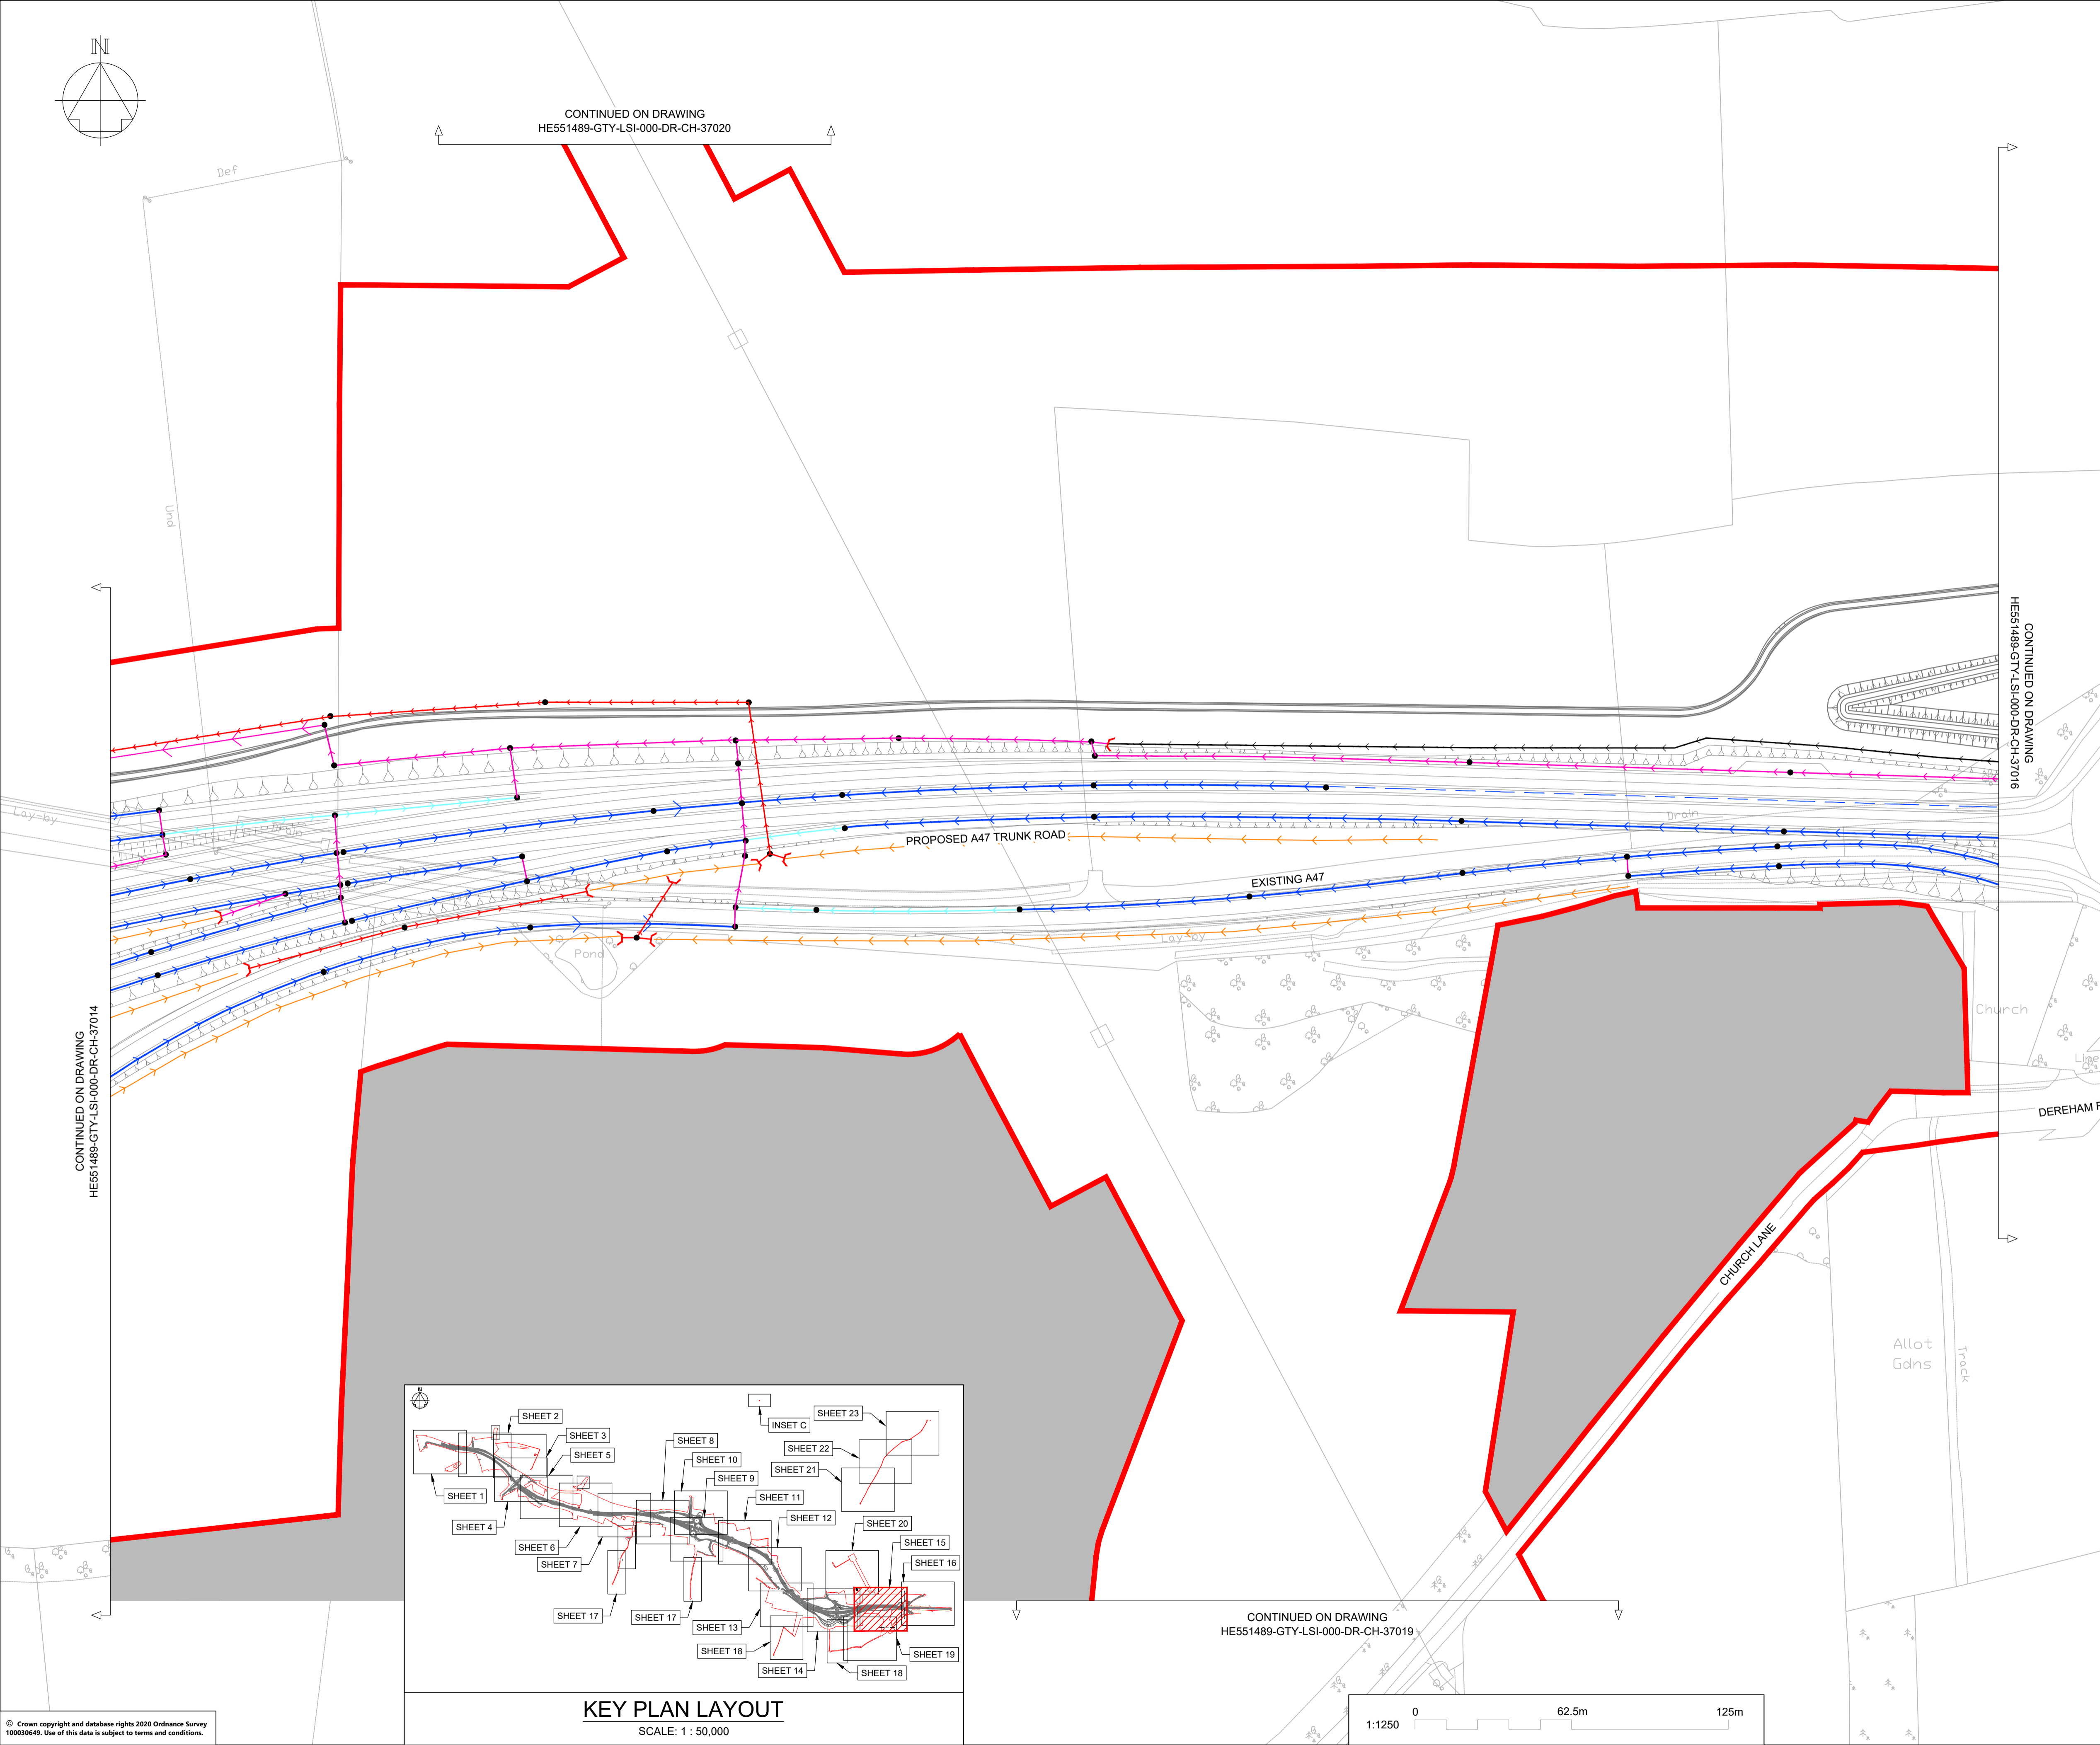 N
CONTINUED ON DRAWING
HE551489-GTY-LSI-000-DR-CH-37020
Def
Und
CONTINUED ON DRAWING
HE551489-GTY-LSI-000-DR-CH-37016
Lay-by
Drain
Drain
PROPOSED A47 TRUNK ROAD
EXISTING A47
Lay-by
Pond
Church
CONTINUED ON DRAWING
HE551489-GTY-LSI-000-DR-CH-37014
Lime
DEREHAM R
CHURCH LANE
Allot
Gdns
Track
N
SHEET 2
INSET C
SHEET 23
SHEET 3
SHEET 8
SHEET 22
SHEET 5
SHEET 10
SHEET 21
SHEET 9
SHEET 1
SHEET 11
SHEET 12
SHEET 4
SHEET 20
SHEET 6
SHEET 15
SHEET 7
SHEET 16
SHEET 17
SHEET 17
SHEET 13
SHEET 18
SHEET 19
SHEET 14
SHEET 18
KEY PLAN LAYOUT
SCALE: 1 : 50,000
CONTINUED ON DRAWING
HE551489-GTY-LSI-000-DR-CH-37019
1:1250
0 62.5m 125m
© Crown copyright and database rights 2020 Ordnance Survey
100030649. Use of this data is subject to terms and conditions.